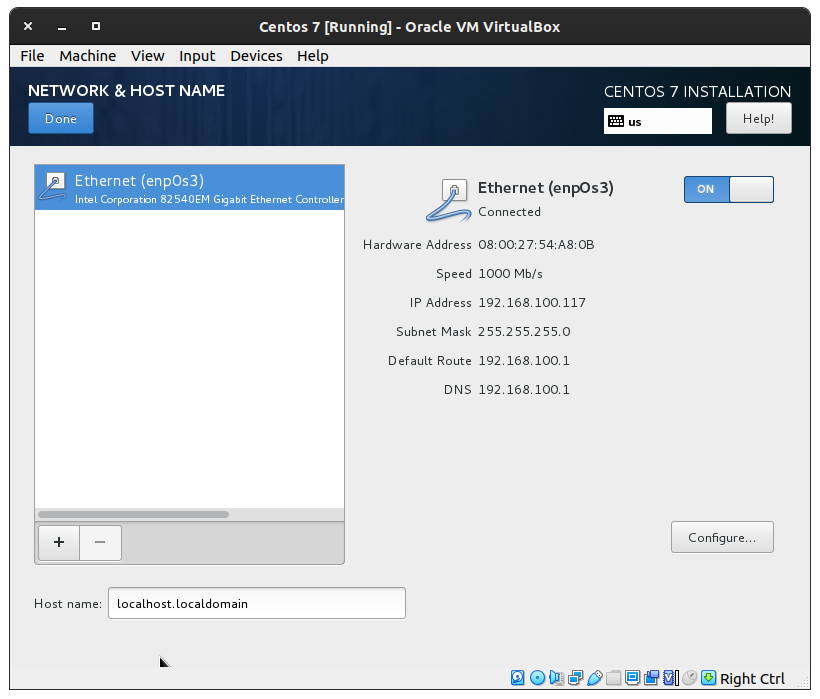 Centos 7 [Running] - Oracle VM VirtualBox
File Machine View Input Devices Help
NETWORK & HOST NAME
CENTOS 7 INSTALLATION
Done
us
Help!
Ethernet (enp0s3)
Intel Corporation 82540EM Gigabit Ethernet Controller
Ethernet (enp0s3)
Connected
ON
Hardware Address 08:00:27:54:A8:0B
Speed 1000 Mb/s
IP Address 192.168.100.117
Subnet Mask 255.255.255.0
Default Route 192.168.100.1
DNS 192.168.100.1
+ −
Configure...
Host name: localhost.localdomain
Right Ctrl